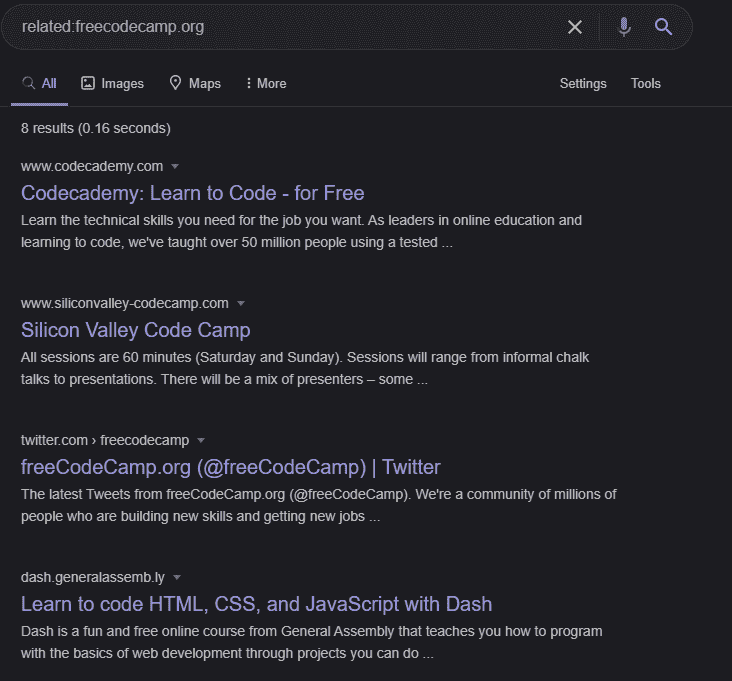 related:freecodecamp.org
All Images Maps More Settings Tools
8 results (0.16 seconds)
www.codecademy.com
Codecademy: Learn to Code - for Free
Learn the technical skills you need for the job you want. As leaders in online education and
learning to code, we've taught over 50 million people using a tested ...
www.siliconvalley-codecamp.com
Silicon Valley Code Camp
All sessions are 60 minutes (Saturday and Sunday). Sessions will range from informal chalk
talks to presentations. There will be a mix of presenters – some ...
twitter.com › freecodecamp
freeCodeCamp.org (@freeCodeCamp) | Twitter
The latest Tweets from freeCodeCamp.org (@freeCodeCamp). We're a community of millions of
people who are building new skills and getting new jobs ...
dash.generalassemb.ly
Learn to code HTML, CSS, and JavaScript with Dash
Dash is a fun and free online course from General Assembly that teaches you how to program
with the basics of web development through projects you can do ...